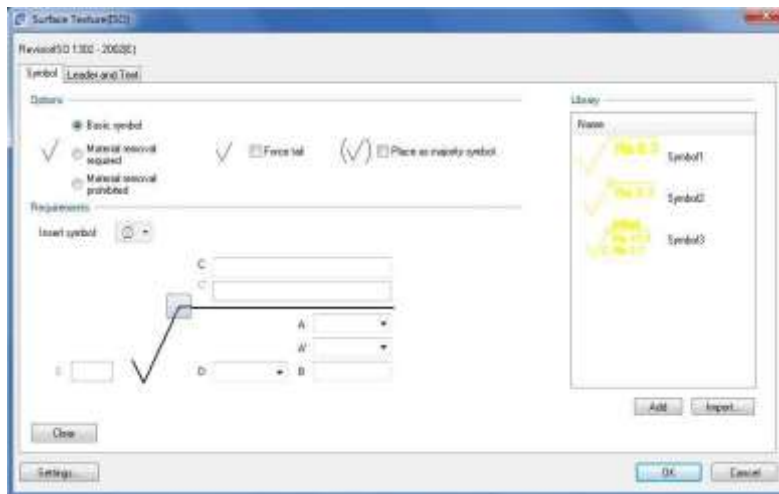 Surface Texture(ISO)
Revision ISO 1302 - 2002(E)
Symbol
Leader and Text
Options
Basic symbol
Material removal
required
Material removal
prohibited
Force tail
Place as majority symbol
Requirements
Insert symbol
C
C'
A
A'
D
B
E
Clear
Settings...
Library
Name
Symbol1
Symbol2
Symbol3
Add
Import...
OK
Cancel